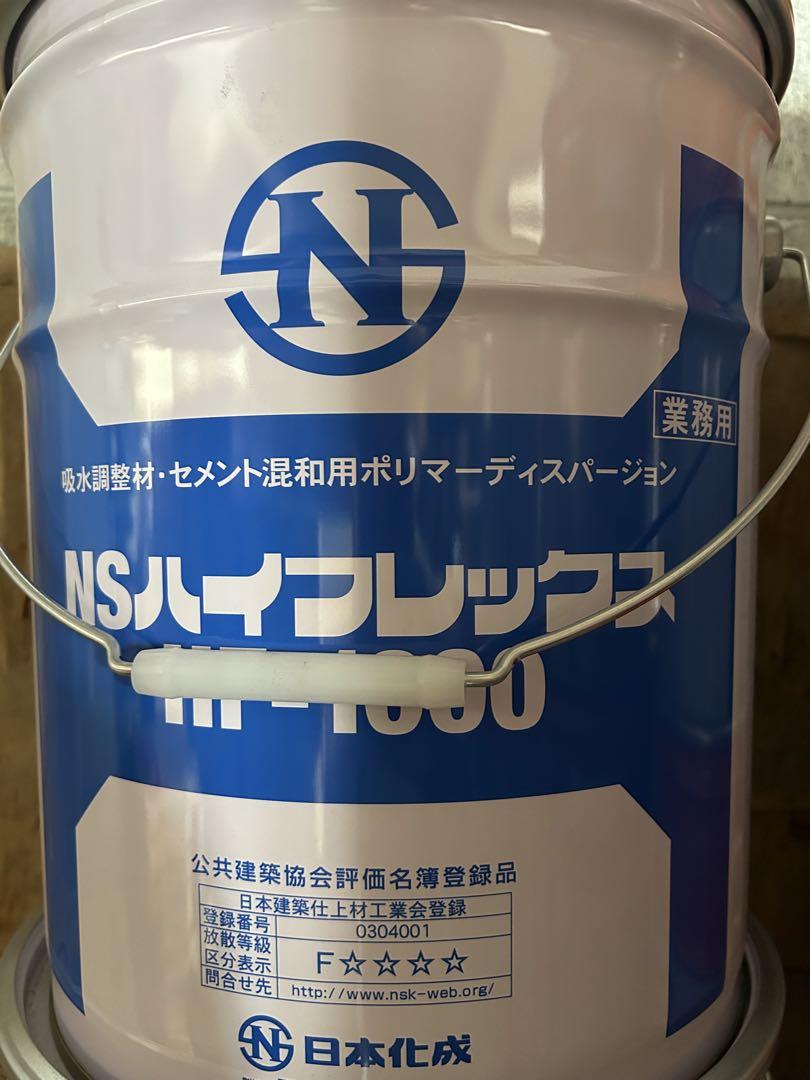 NS
業務用
吸水調整材・セメント混和用ポリマーディスパージョン
NSハイフレックス
HF-1000
公共建築協会評価名簿登録品
日本建築仕上材工業会登録
登録番号 0304001
放散等級
区分表示 F☆☆☆☆
問合せ先 http://www.nsk-web.org/
NS 日本化成